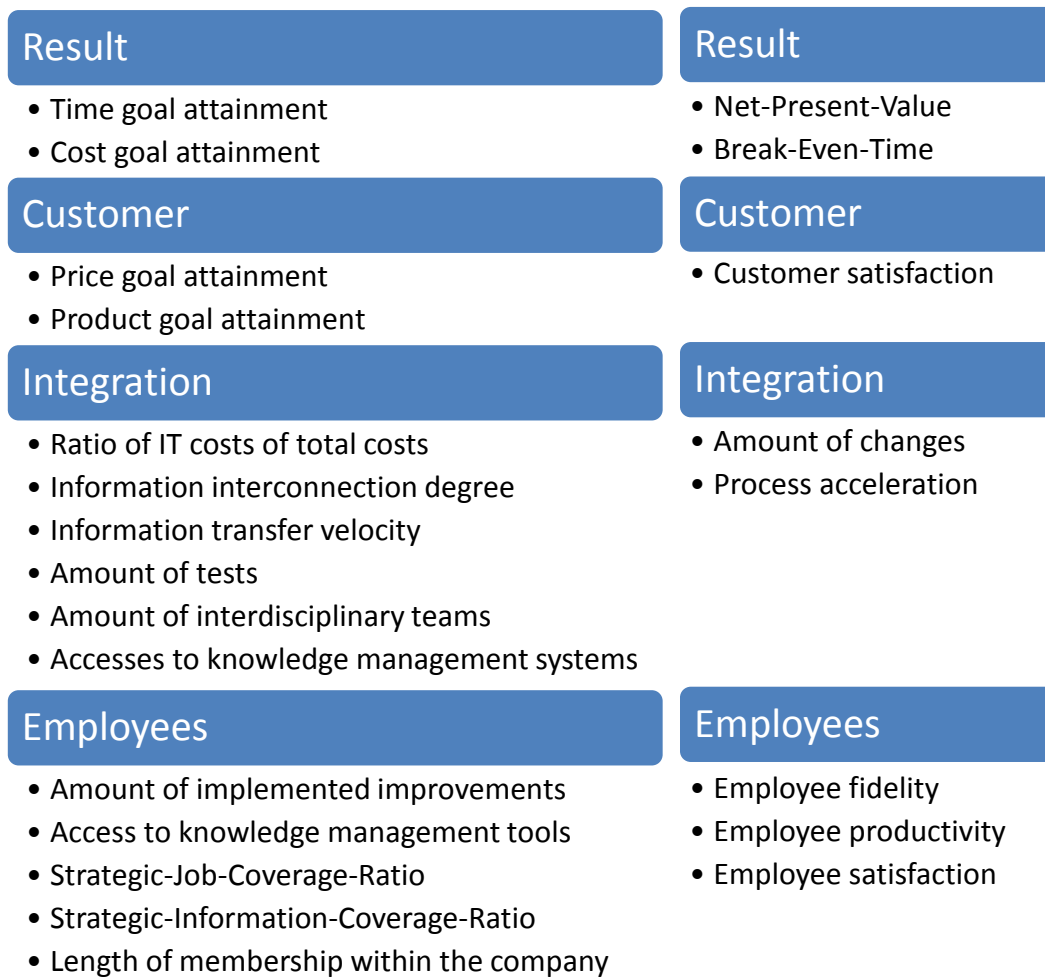 Result
• Time goal attainment
• Cost goal attainment
Customer
• Price goal attainment
• Product goal attainment
Integration
• Ratio of IT costs of total costs
• Information interconnection degree
• Information transfer velocity
• Amount of tests
• Amount of interdisciplinary teams
• Accesses to knowledge management systems
Employees
• Amount of implemented improvements
• Access to knowledge management tools
• Strategic-Job-Coverage-Ratio
• Strategic-Information-Coverage-Ratio
• Length of membership within the company
Result
• Net-Present-Value
• Break-Even-Time
Customer
• Customer satisfaction
Integration
• Amount of changes
• Process acceleration
Employees
• Employee fidelity
• Employee productivity
• Employee satisfaction